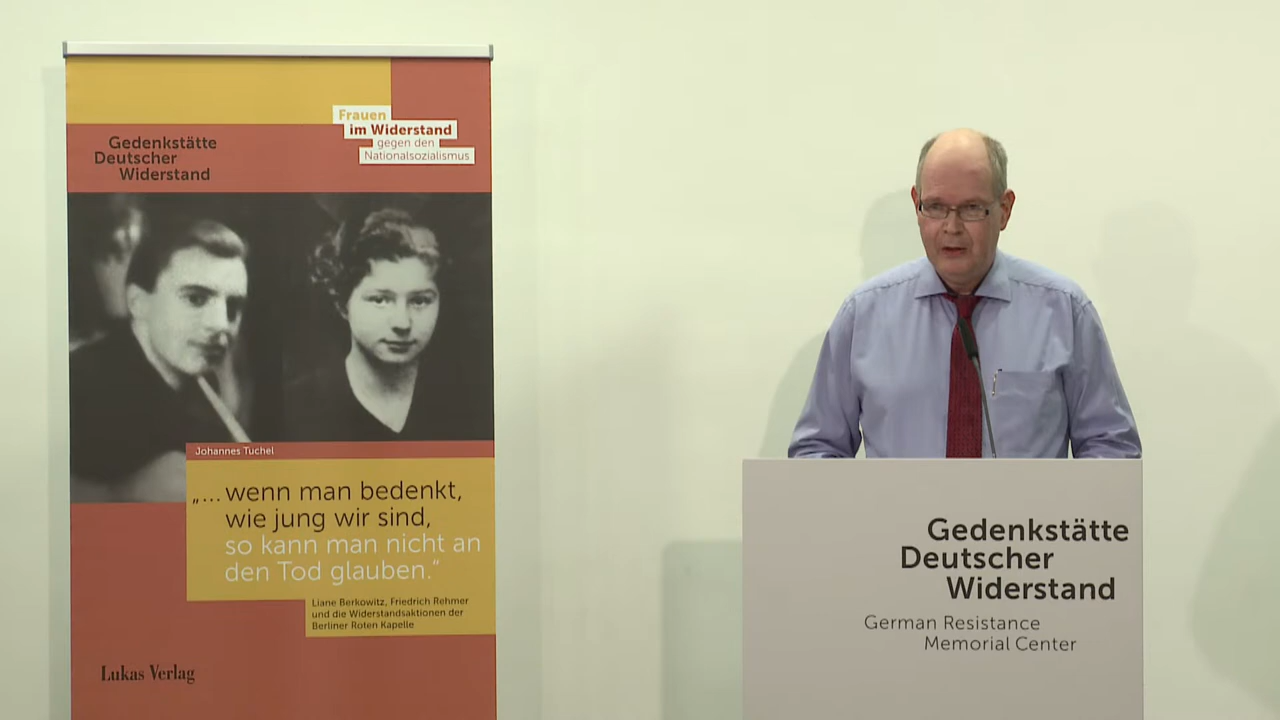 Frauen
im Widerstand
gegen den
Nationalsozialismus
Gedenkstätte
Deutscher
Widerstand
Johannes Tuchel
„... wenn man bedenkt,
wie jung wir sind,
so kann man nicht an
den Tod glauben.“
Liane Berkowitz, Friedrich Rehmer
und die Widerstandsaktionen der
Berliner Roten Kapelle
Lukas Verlag
Gedenkstätte
Deutscher
Widerstand
German Resistance
Memorial Center